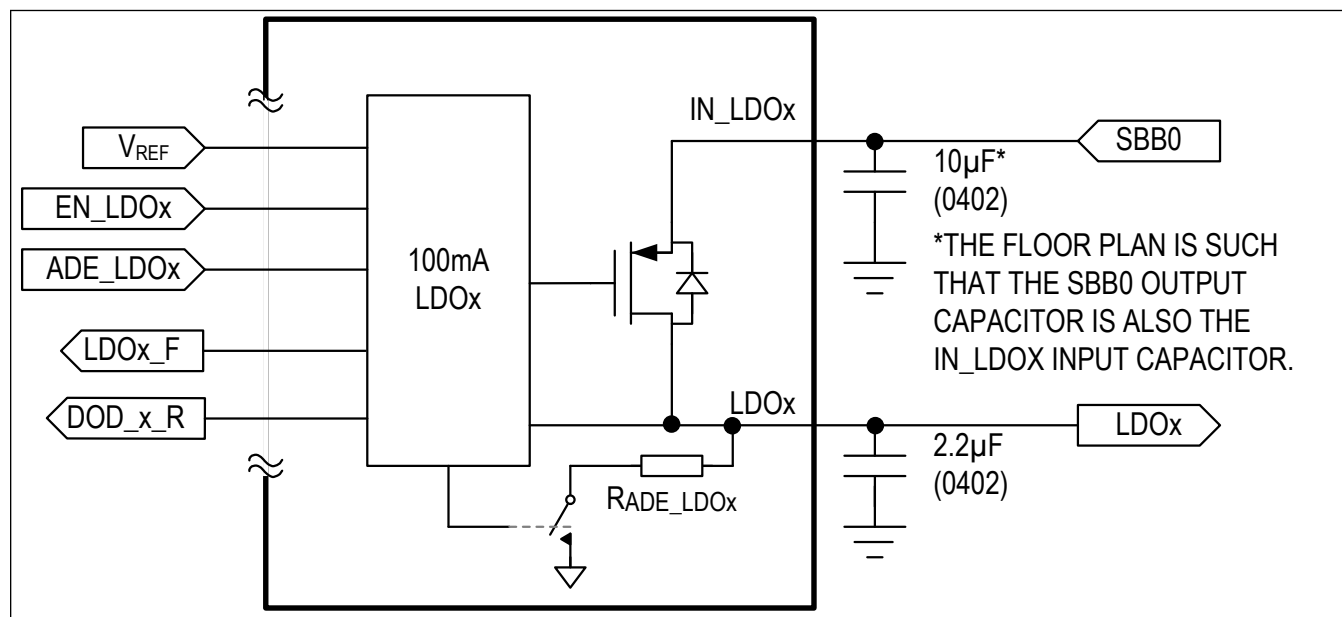 IN_LDOx
VREF
SBB0
10µF*
(0402)
EN_LDOx
*THE FLOOR PLAN IS SUCH
THAT THE SBB0 OUTPUT
CAPACITOR IS ALSO THE
IN_LDOX INPUT CAPACITOR.
ADE_LDOx
100mA
LDOx
LDOx_F
DOD_x_R
LDOx
LDOx
2.2µF
(0402)
RADE_LDOx